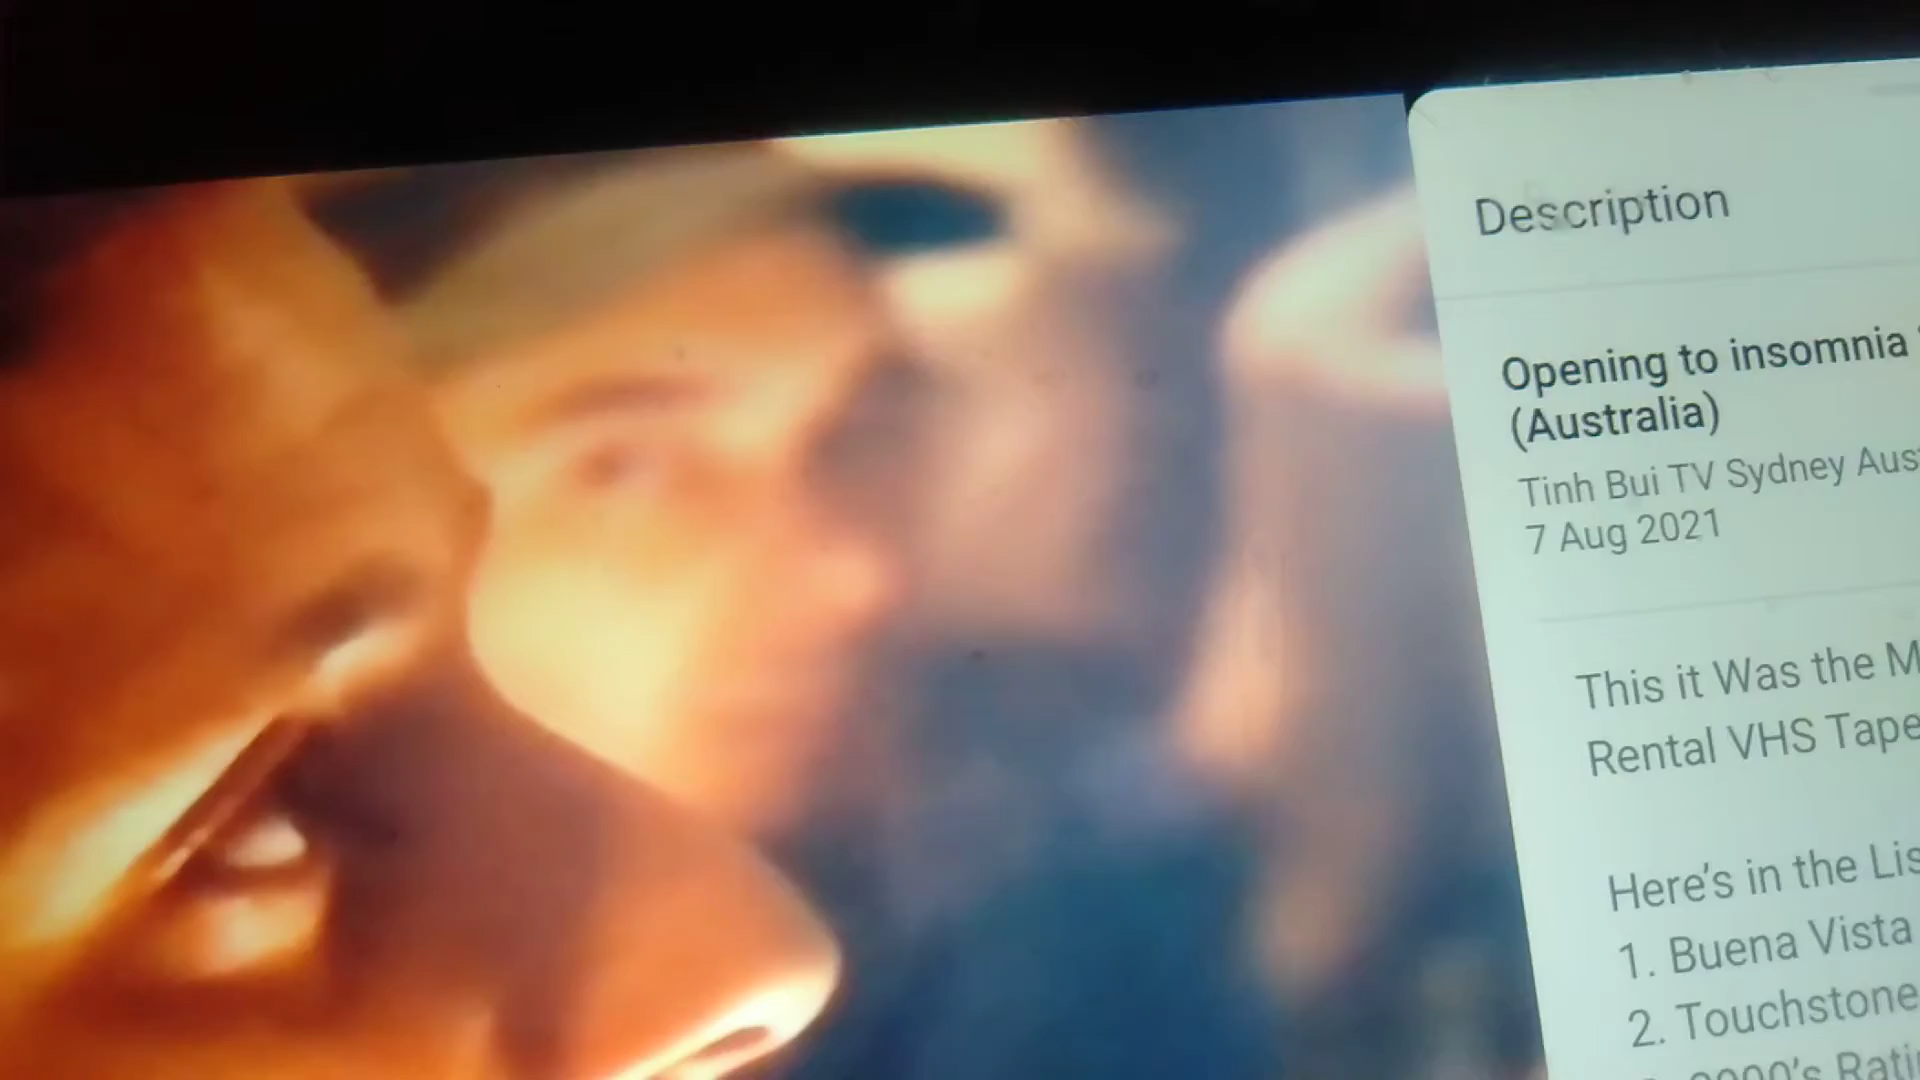 Description
Opening to insomnia
(Australia)
Tinh Bui TV Sydney
7 Aug 2021
This it Was the
Rental VHS Tape
Here's in the
1. Buena Vista
2. Touchstone